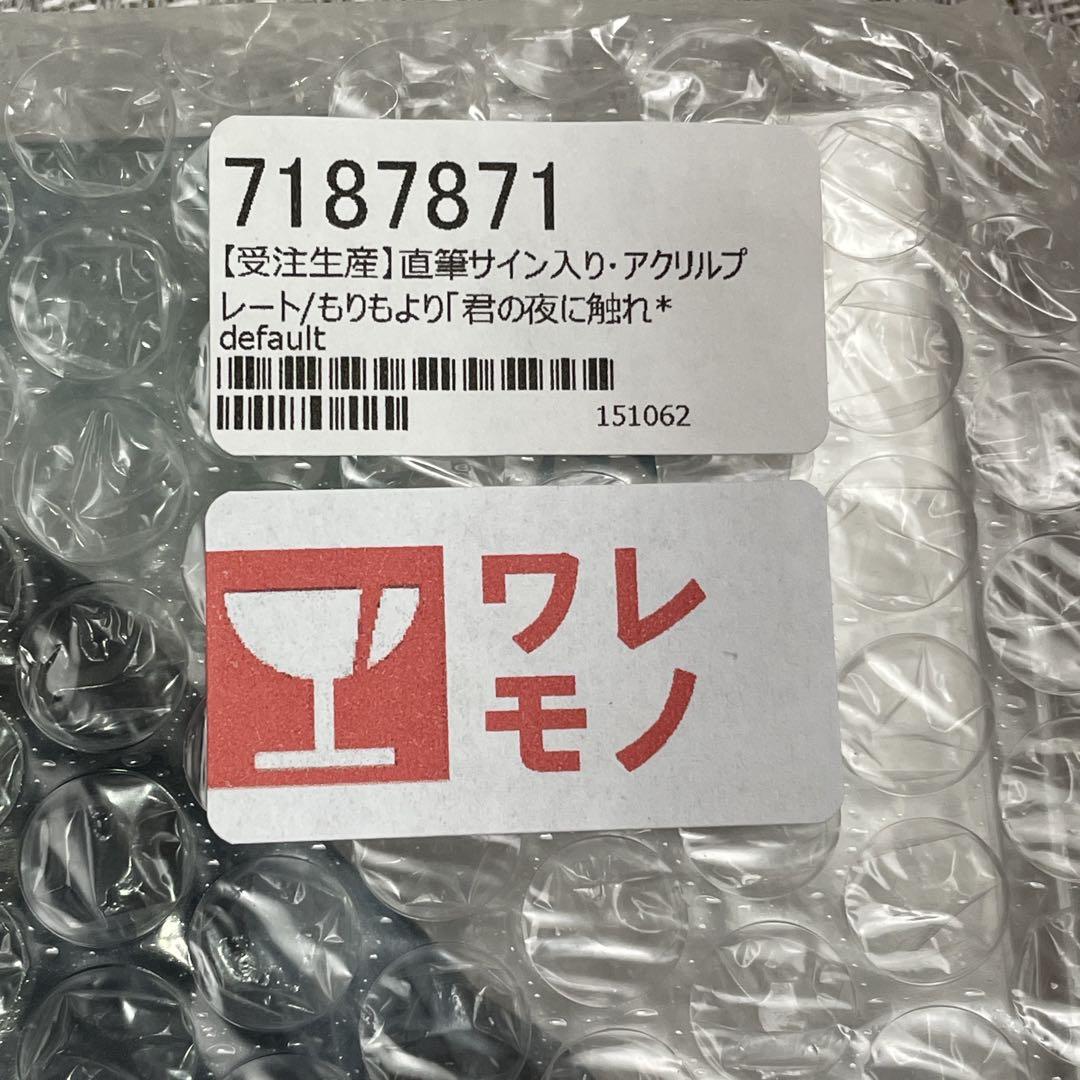 7187871
【受注生産】直筆サイン入り・アクリルプ
レート/もりもより「君の夜に触れ*
default
151062
ワレ
モノ